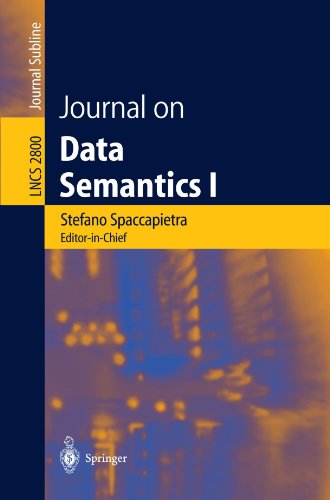 Journal Subline
LNCS 2800
Journal on
Data
Semantics I
Stefano Spaccapietra
Editor-in-Chief
Springer